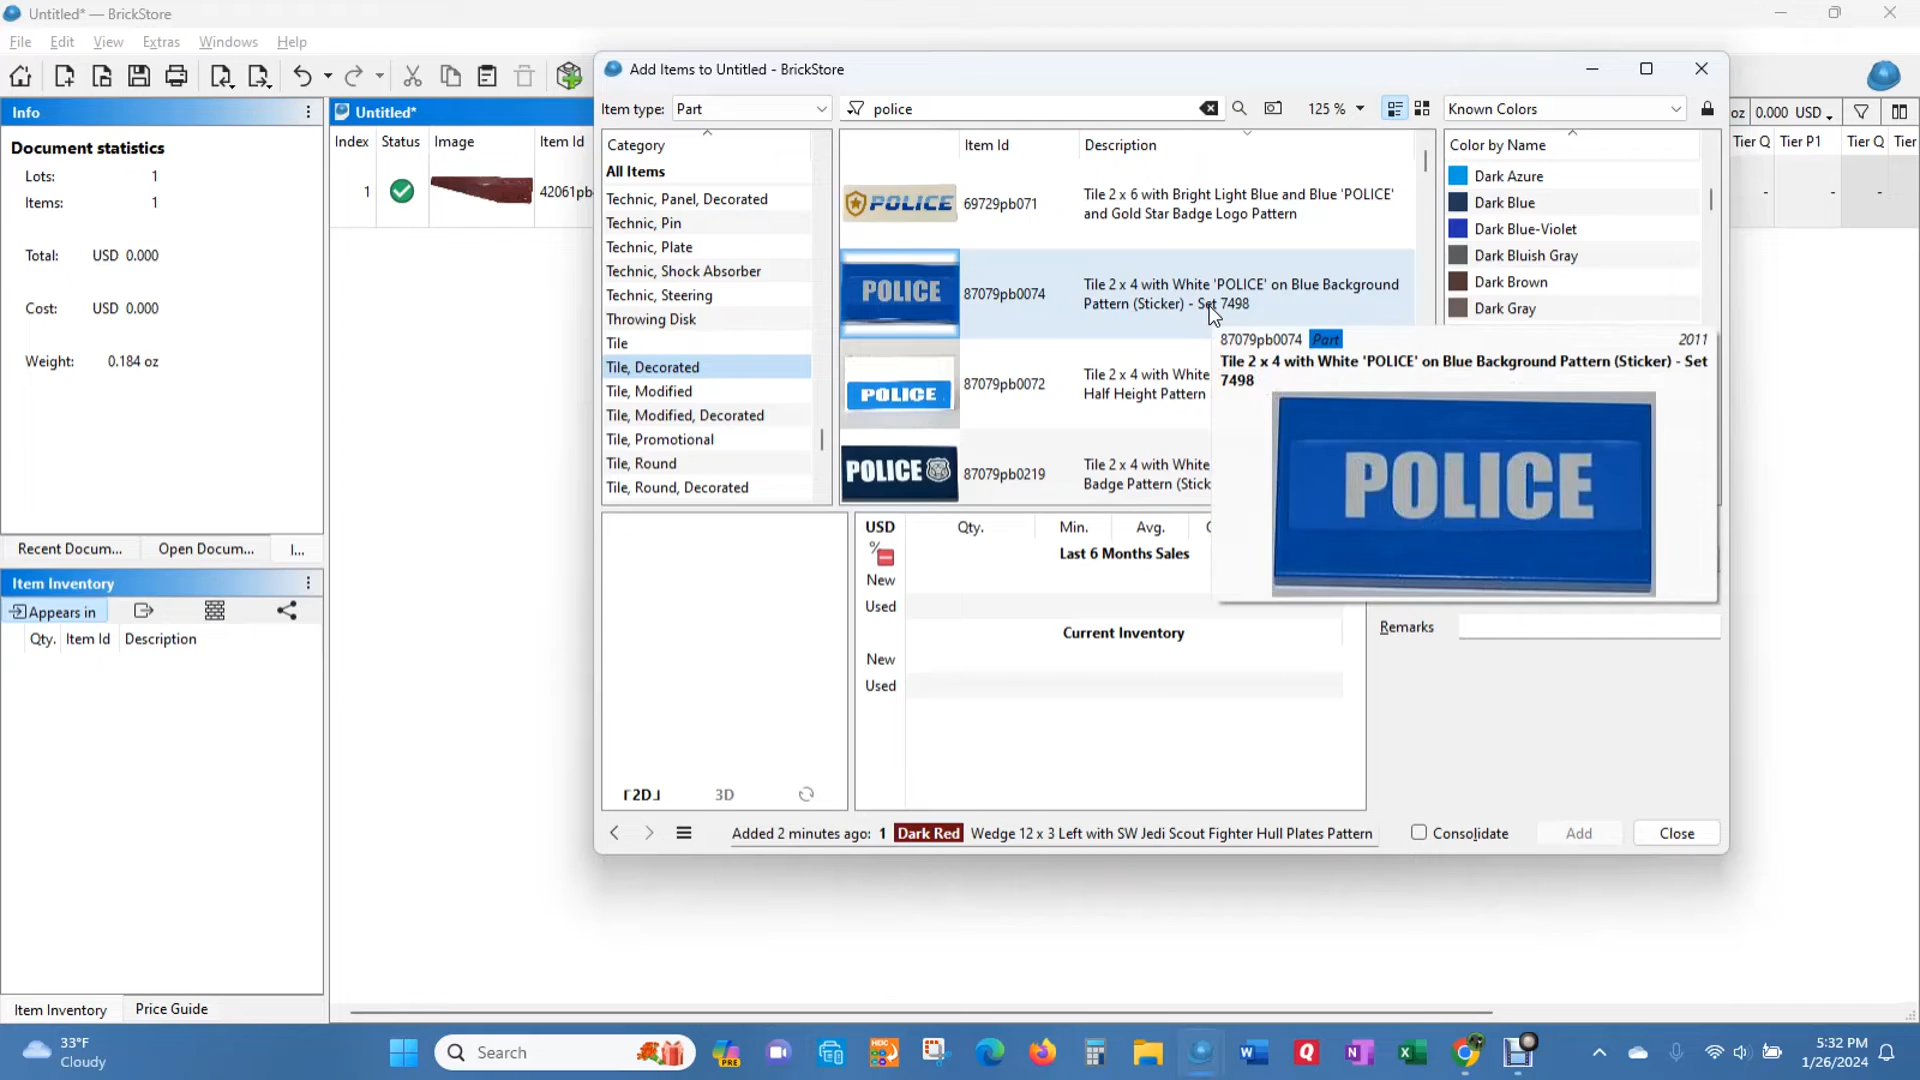 Untitled* — BrickStore
File Edit View Extras Windows Help
Info
Document statistics
Lots: 1
Items: 1
Total: USD 0.000
Cost: USD 0.000
Weight: 0.184 oz
Recent Docum... Open Docum... I...
Item Inventory
Appears in
Qty. Item Id Description
Item Inventory Price Guide
Untitled*
Index Status Image Item Id
1 42061pb
Add Items to Untitled - BrickStore
Item type: Part police 125 % Known Colors
Category
All Items
Technic, Panel, Decorated
Technic, Pin
Technic, Plate
Technic, Shock Absorber
Technic, Steering
Throwing Disk
Tile
Tile, Decorated
Tile, Modified
Tile, Modified, Decorated
Tile, Promotional
Tile, Round
Tile, Round, Decorated
Item Id Description
POLICE 69729pb071 Tile 2 x 6 with Bright Light Blue and Blue 'POLICE'
and Gold Star Badge Logo Pattern
POLICE 87079pb0074 Tile 2 x 4 with White 'POLICE' on Blue Background
Pattern (Sticker) - Set 7498
POLICE 87079pb0072 Tile 2 x 4 with White
Half Height Pattern
POLICE 87079pb0219 Tile 2 x 4 with White
Badge Pattern (Stick
Color by Name
Dark Azure
Dark Blue
Dark Blue-Violet
Dark Bluish Gray
Dark Brown
Dark Gray
87079pb0074 Part 2011
Tile 2 x 4 with White 'POLICE' on Blue Background Pattern (Sticker) - Set
7498
POLICE
2D 3D
USD Qty. Min. Avg.
%
Last 6 Months Sales
New
Used
Current Inventory
New
Used
Remarks
Added 2 minutes ago: 1 Dark Red Wedge 12 x 3 Left with SW Jedi Scout Fighter Hull Plates Pattern
Consolidate Add Close
oz 0.000 USD
Tier Q Tier P1 Tier Q Tier
- - -
33°F
Cloudy
Search
PRE
5:32 PM
1/26/2024